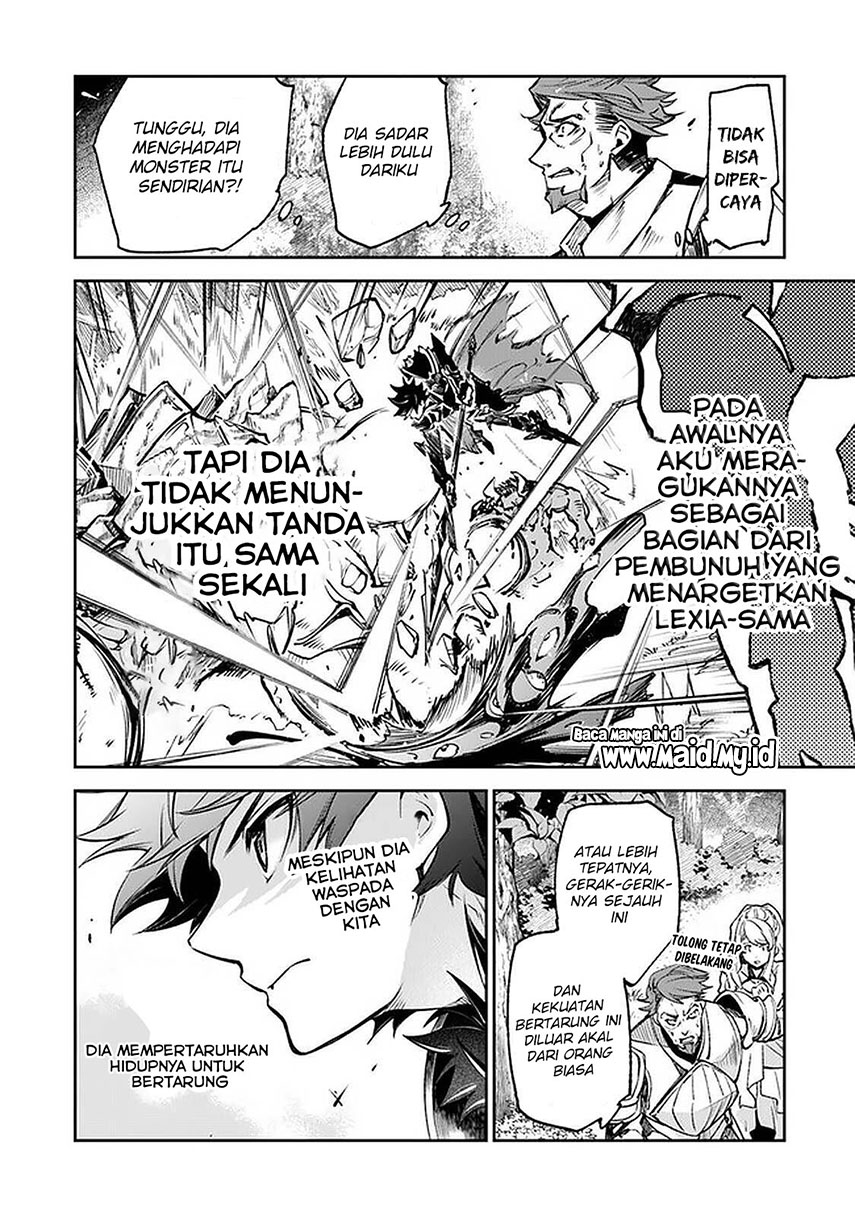 TIDAK
BISA
DIPER-
CAYA
DIA SADAR
LEBIH DULU
DARIKU
TUNGGU, DIA
MENGHADAPI
MONSTER ITU
SENDIRIAN?!
PADA
AWALNYA
AKU MERA-
GUKANNYA
SEBAGAI
BAGIAN DARI
PEMBUNUH YANG
MENARGETKAN
LEXIA-SAMA
TAPI DIA
TIDAK MENUN-
JUKKAN TANDA
ITU SAMA
SEKALI
Baca Manga ini di
www.Maid.My.id
ATAU LEBIH
TEPATNYA,
GERAK-GERIK-
NYA SEJAUH
INI
TOLONG TETAP
DIBELAKANG
DAN
KEKUATAN
BERTARUNG INI
DILUAR AKAL
DARI ORANG
BIASA
MESKIPUN DIA
KELIHATAN
WASPADA
DENGAN
KITA
DIA MEMPERTARUHKAN
HIDUPNYA UNTUK
BERTARUNG